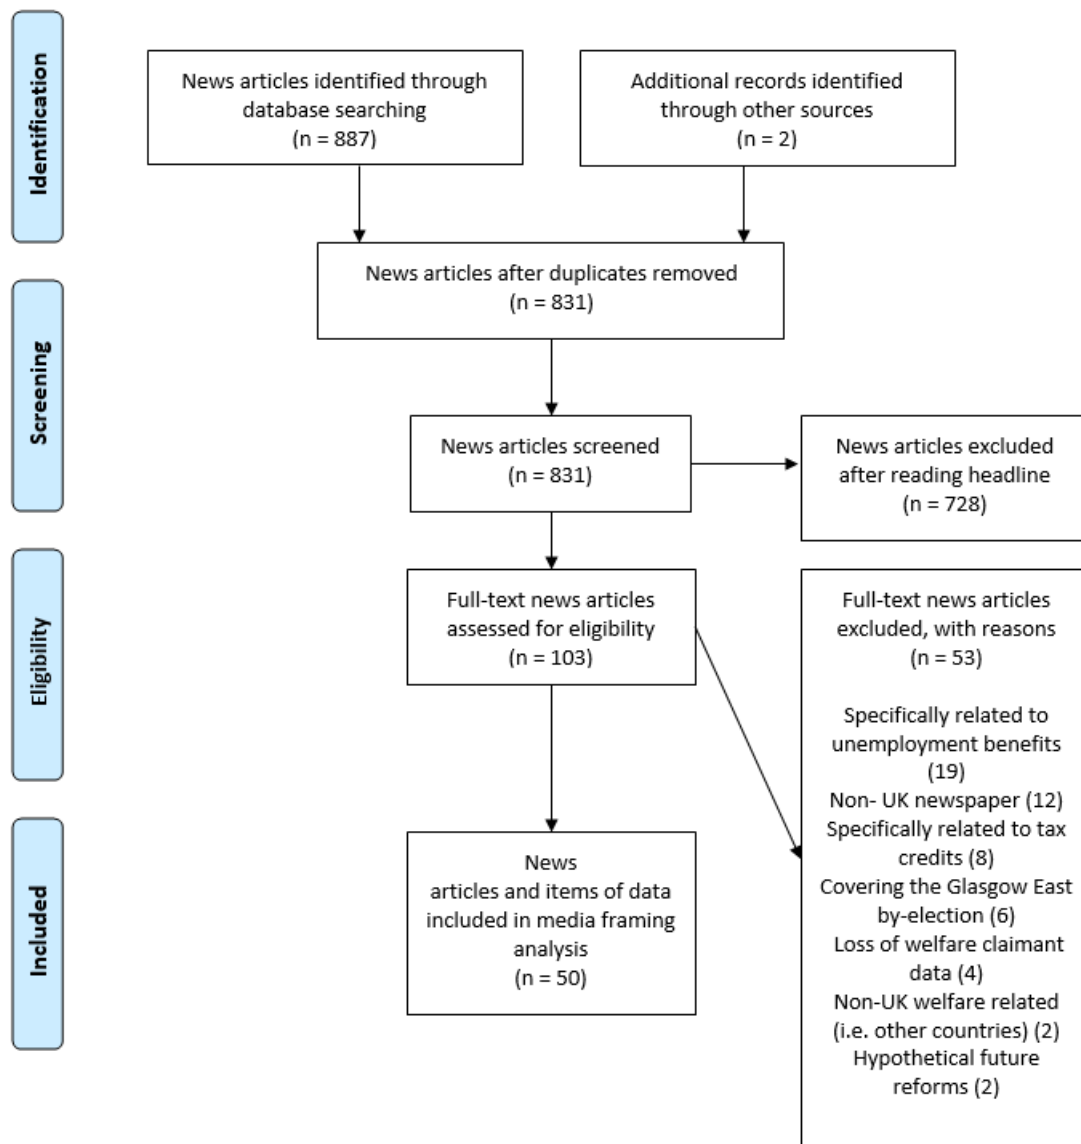 Identification
News articles identified through
database searching
(n = 887)
Additional records identified
through other sources
(n = 2)
News articles after duplicates removed
(n = 831)
Screening
News articles screened
(n = 831)
News articles excluded
after reading headline
(n = 728)
Eligibility
Full-text news articles
assessed for eligibility
(n = 103)
Full-text news articles
excluded, with reasons
(n = 53)
Specifically related to
unemployment benefits
(19)
Non- UK newspaper (12)
Specifically related to tax
credits (8)
Covering the Glasgow East
by-election (6)
Loss of welfare claimant
data (4)
Non-UK welfare related
(i.e. other countries) (2)
Hypothetical future
reforms (2)
Included
News
articles and items of data
included in media framing
analysis
(n = 50)